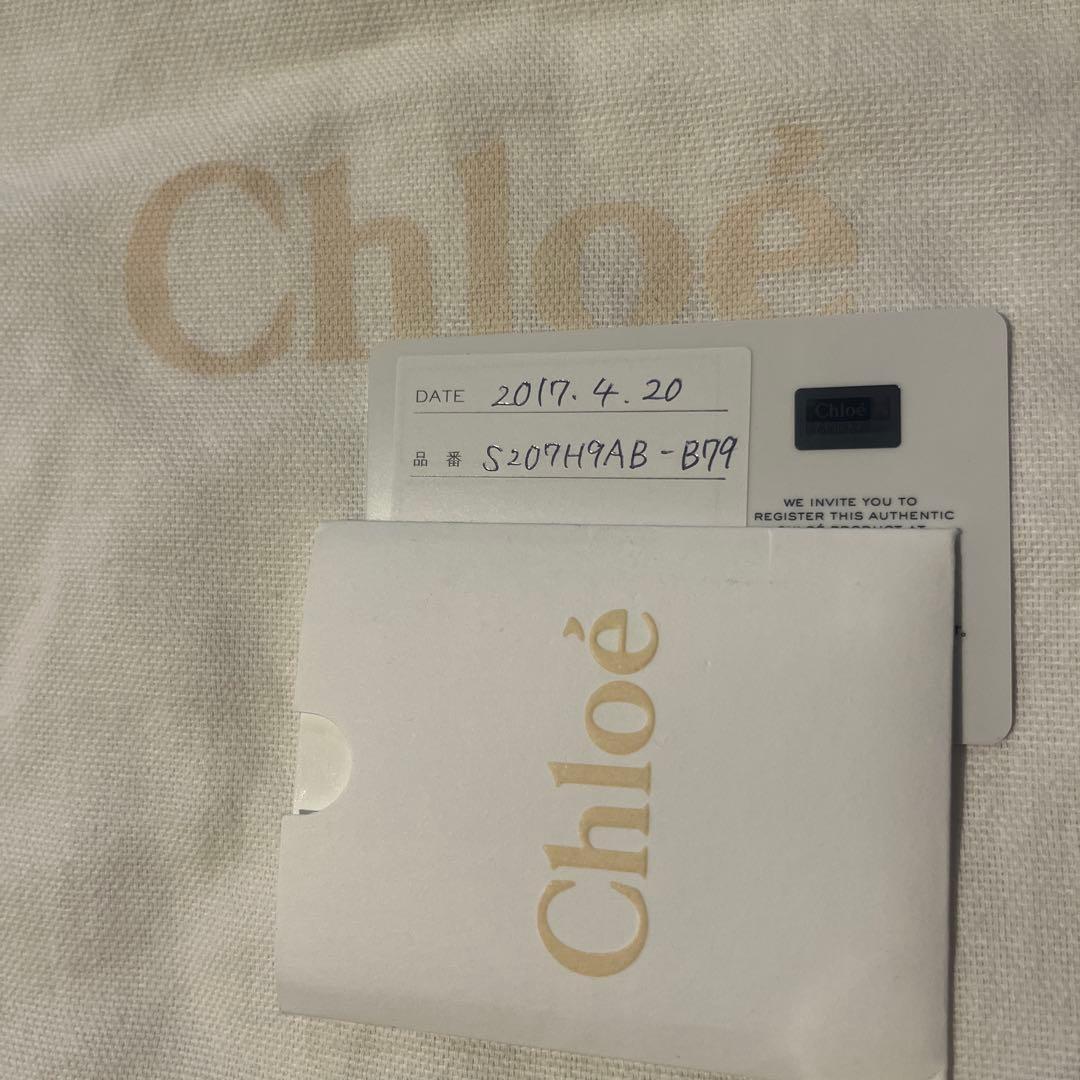 Chloé
DATE 2017.4.20
品番 S207H9AB-B79
Chloé
WE INVITE YOU TO
REGISTER THIS AUTHENTIC
Chloé